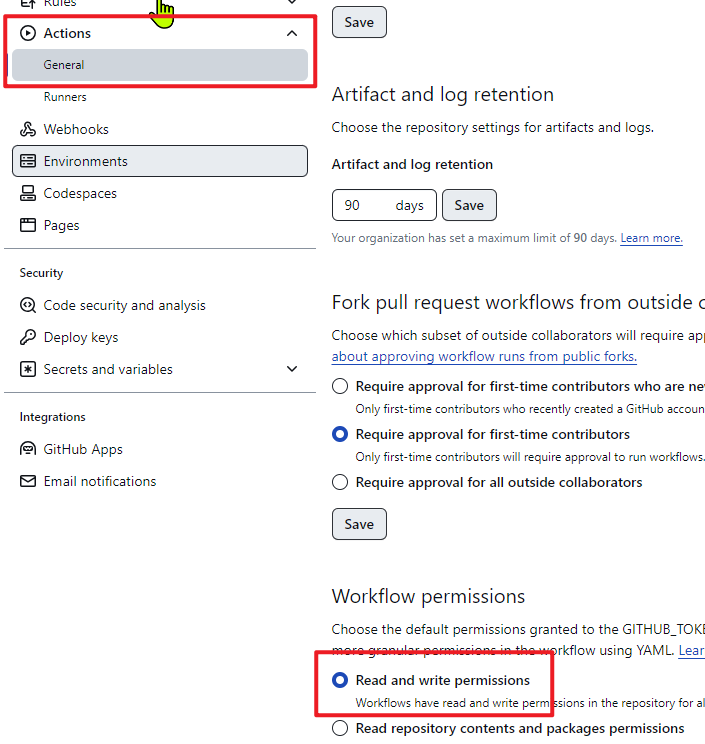 Rules
Actions
General
Runners
Webhooks
Environments
Codespaces
Pages
Security
Code security and analysis
Deploy keys
Secrets and variables
Integrations
GitHub Apps
Email notifications
Save
Artifact and log retention
Choose the repository settings for artifacts and logs.
Artifact and log retention
90 days Save
Your organization has set a maximum limit of 90 days. Learn more.
Fork pull request workflows from outside
Choose which subset of outside collaborators will require
about approving workflow runs from public forks.
Require approval for first-time contributors who are
Only first-time contributors who recently created a GitHub
Require approval for first-time contributors
Only first-time contributors will require approval to run workflows.
Require approval for all outside collaborators
Save
Workflow permissions
Choose the default permissions granted to the
more granular permissions in the workflow using YAML.
Read and write permissions
Workflows have read and write permissions in the repository for
Read repository contents and packages permissions